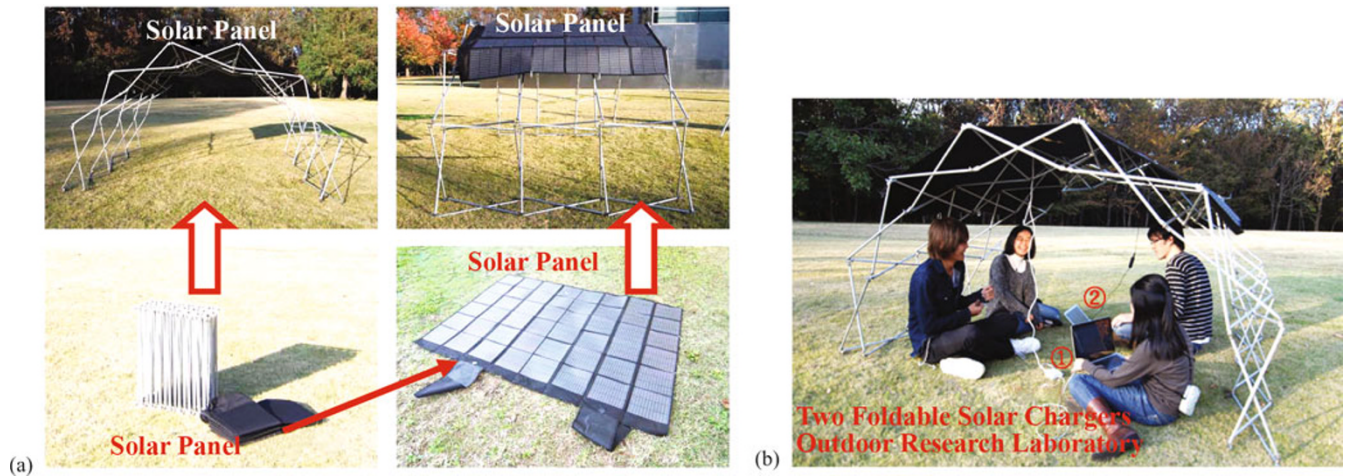 Solar Panel
Solar Panel
Solar Panel
Solar Panel
(a)
②
①
Two Foldable Solar Chargers
Outdoor Research Laboratory
(b)